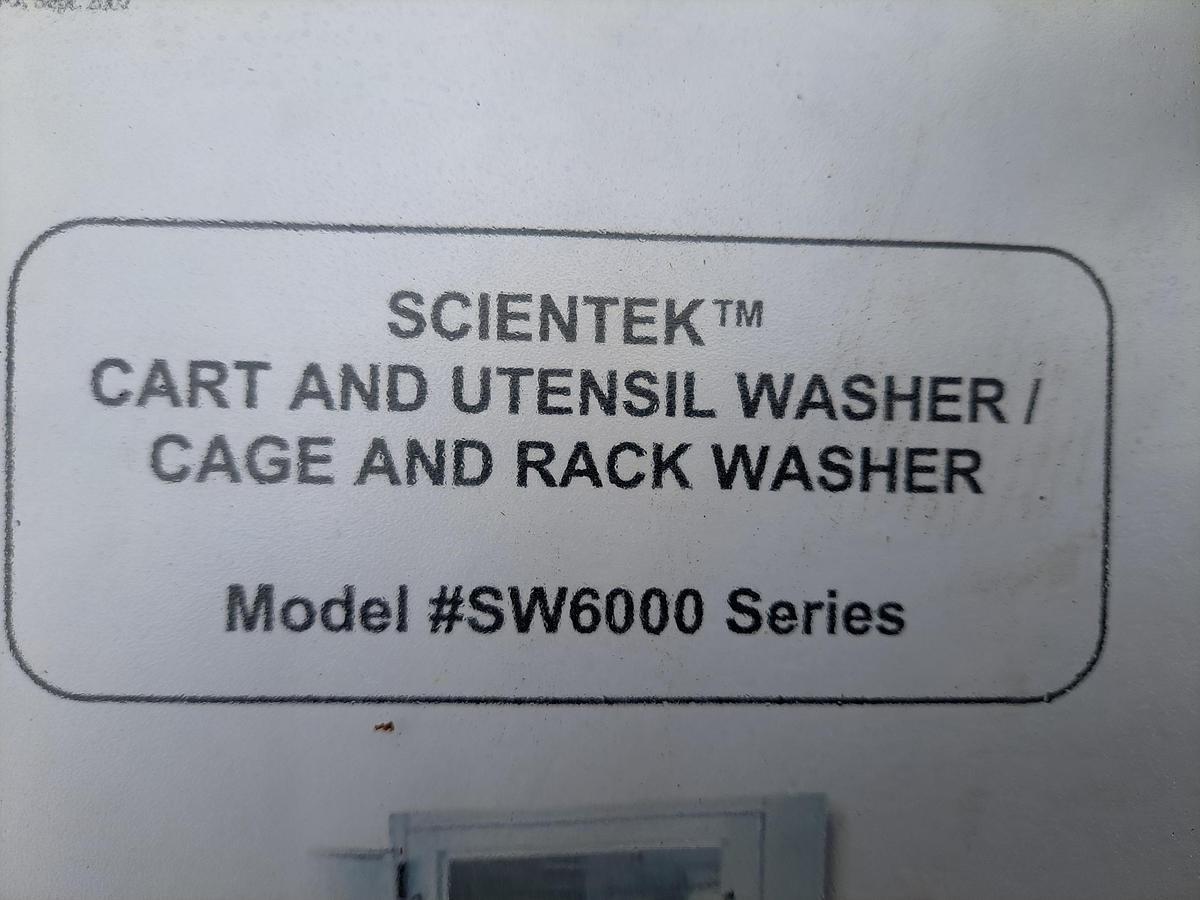 SCIENTEK™
CART AND UTENSIL WASHER /
CAGE AND RACK WASHER
Model #SW6000 Series